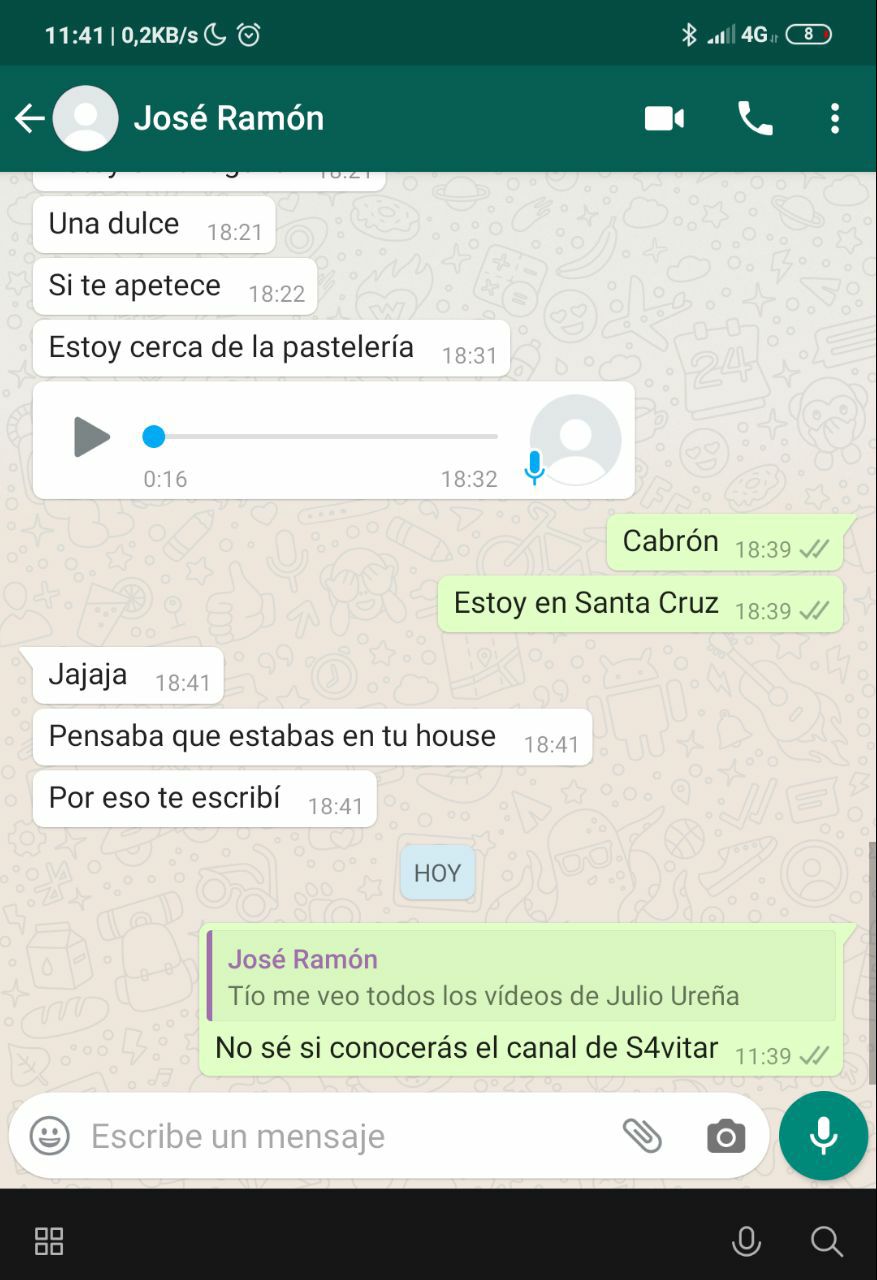 11:41 | 0,2KB/s 4G 8
José Ramón
18:21
Una dulce 18:21
Si te apetece 18:22
Estoy cerca de la pastelería 18:31
0:16 18:32
Cabrón 18:39
Estoy en Santa Cruz 18:39
Jajaja 18:41
Pensaba que estabas en tu house 18:41
Por eso te escribí 18:41
HOY
José Ramón
Tío me veo todos los vídeos de Julio Ureña
No sé si conocerás el canal de S4vitar 11:39
Escribe un mensaje